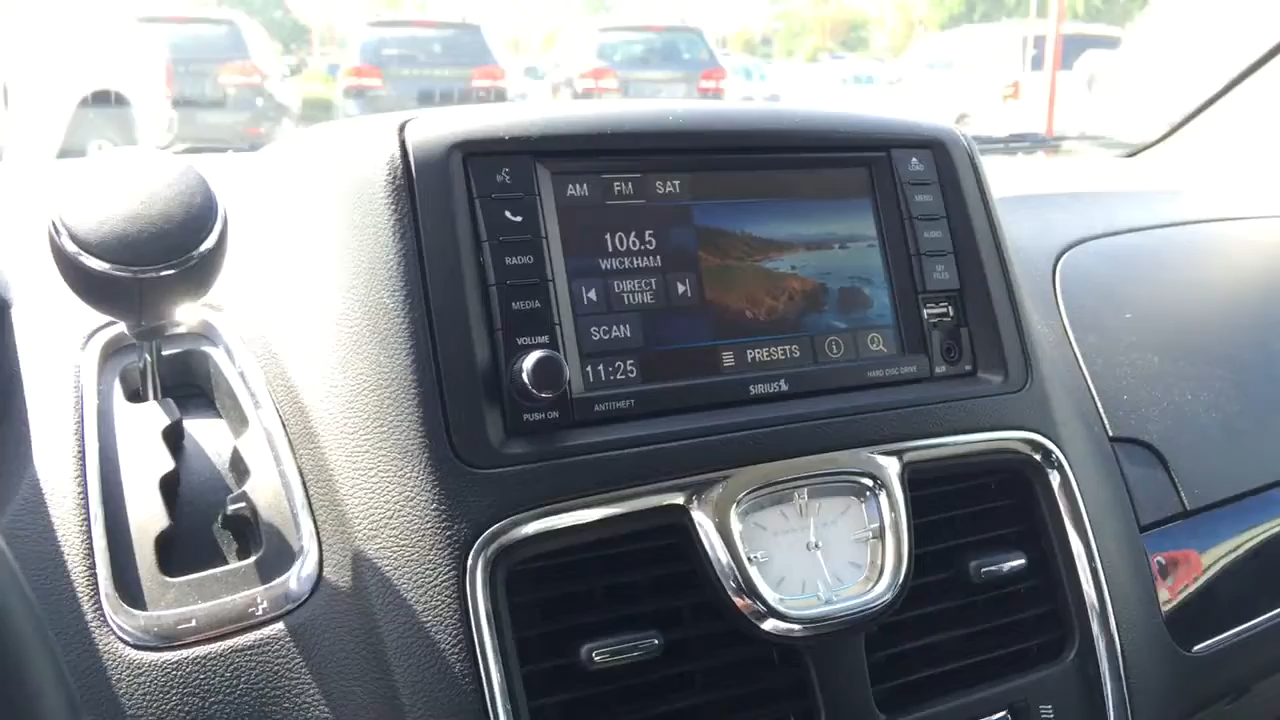 AM FM SAT
106.5
WICKHAM
DIRECT
TUNE
SCAN
11:25
PRESETS
RADIO
MEDIA
VOLUME
PUSH ON
ANTITHEFT
SIRIUS
HARD DISC DRIVE
LOAD
MENU
AUDIO
MY
FILES
AUX
- +